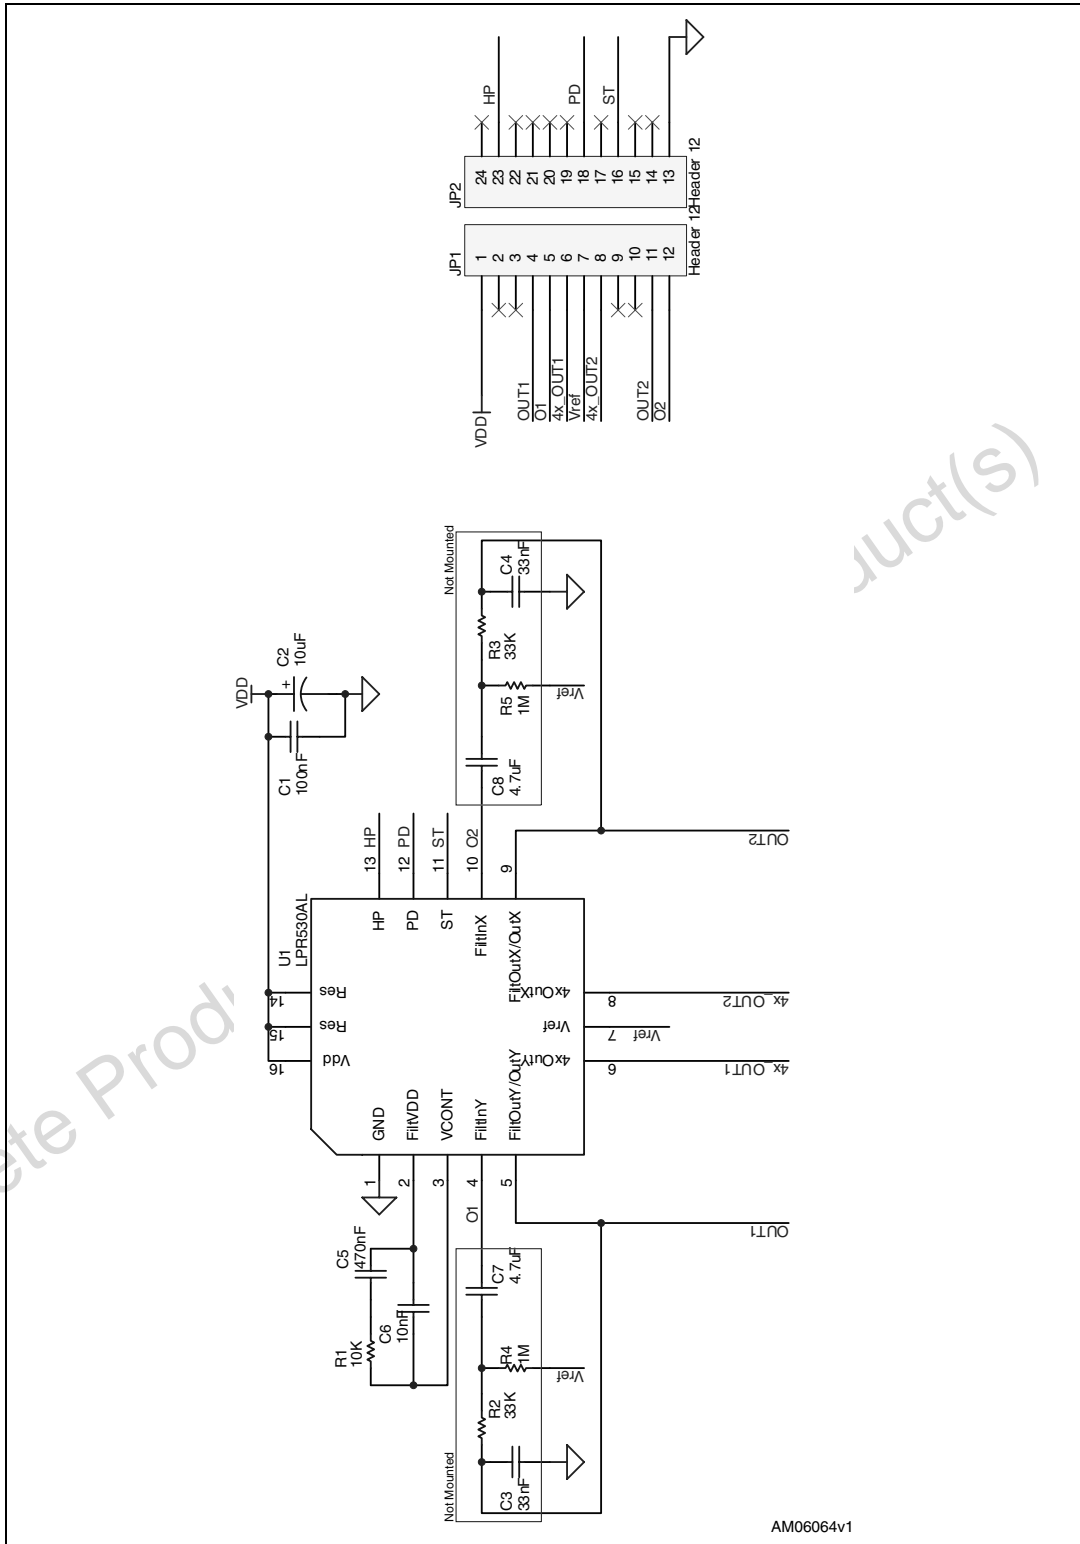 HP
PD
ST
JP2
24
23
22
21
20
19
18
17
16
15
14
13
Header 12
JP1
1
2
3
4
5
6
7
8
9
10
11
12
Header 12
VDD
OUT1
O1
4x_OUT1
Vref
4x_OUT2
OUT2
O2
uct(s)
Not Mounted
C4
33nF
R3
33K
R5
1M
Vref
C8
4.7uF
VDD
C2
10uF
+
C1
100nF
13 HP
12 PD
11 ST
10 O2
9
OUT2
U1
LPR530AL
HP
PD
ST
FiltInX
FiltOutX/OutX
14
Res
15
Res
16
Vdd
4xOutX
8
4x_OUT2
Vref
7
Vref
4xOutY
6
4x_OUT1
GND
FiltVDD
VCONT
FiltInY
FiltOutY/OutY
1
2
3
4
5
O1
OUT1
ete Produ
C5
470nF
R1
10K
C6
10nF
Not Mounted
C7
4.7uF
R4
1M
Vref
R2
33K
C3
33nF
AM06064v1